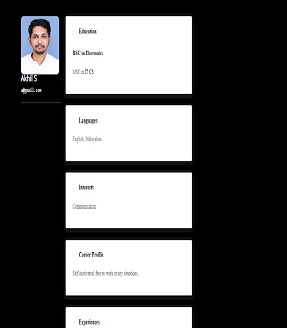 Akhil S
a@gmail.com
Education
BSC in Electronics
MSC in IT CS
Languages
English, Malayalam
Interests
Communication
Career Profile
Self motivated, free to work at any situation.
Experiences